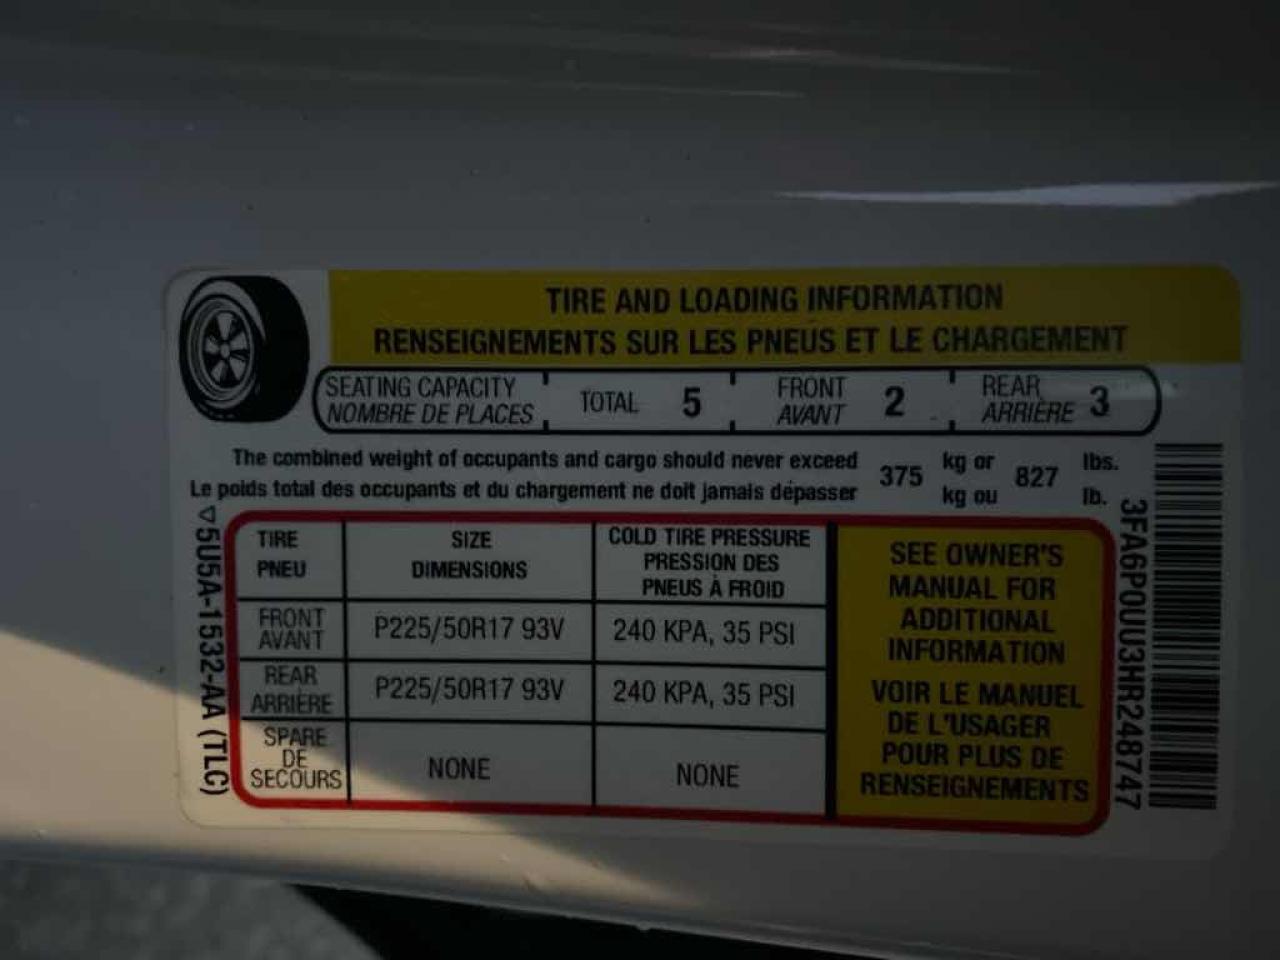 TIRE AND LOADING INFORMATION
RENSEIGNEMENTS SUR LES PNEUS ET LE CHARGEMENT
SEATING CAPACITY
NOMBRE DE PLACES
TOTAL 5
FRONT
AVANT 2
REAR
ARRIÈRE 3
The combined weight of occupants and cargo should never exceed 375 kg or 827 lbs.
Le poids total des occupants et du chargement ne doit jamais dépasser kg ou lb.
TIRE
PNEU
SIZE
DIMENSIONS
COLD TIRE PRESSURE
PRESSION DES
PNEUS À FROID
FRONT
AVANT
P225/50R17 93V
240 KPA, 35 PSI
REAR
ARRIÈRE
P225/50R17 93V
240 KPA, 35 PSI
SPARE
DE
SECOURS
NONE
NONE
SEE OWNER'S
MANUAL FOR
ADDITIONAL
INFORMATION
VOIR LE MANUEL
DE L'USAGER
POUR PLUS DE
RENSEIGNEMENTS
5U5A-1532-AA (TLC)
3FA6P0UU3HR248747